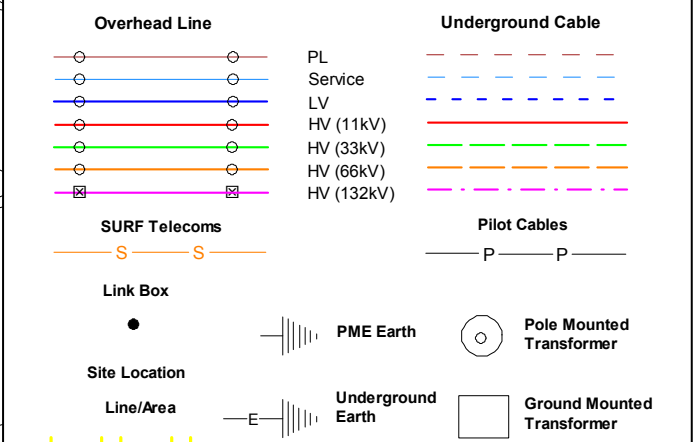 Overhead Line
Underground Cable
PL
Service
LV
HV (11kV)
HV (33kV)
HV (66kV)
HV (132kV)
SURF Telecoms
S S
Pilot Cables
P P
Link Box
PME Earth
Pole Mounted
Transformer
Site Location
Line/Area
E
Underground
Earth
Ground Mounted
Transformer